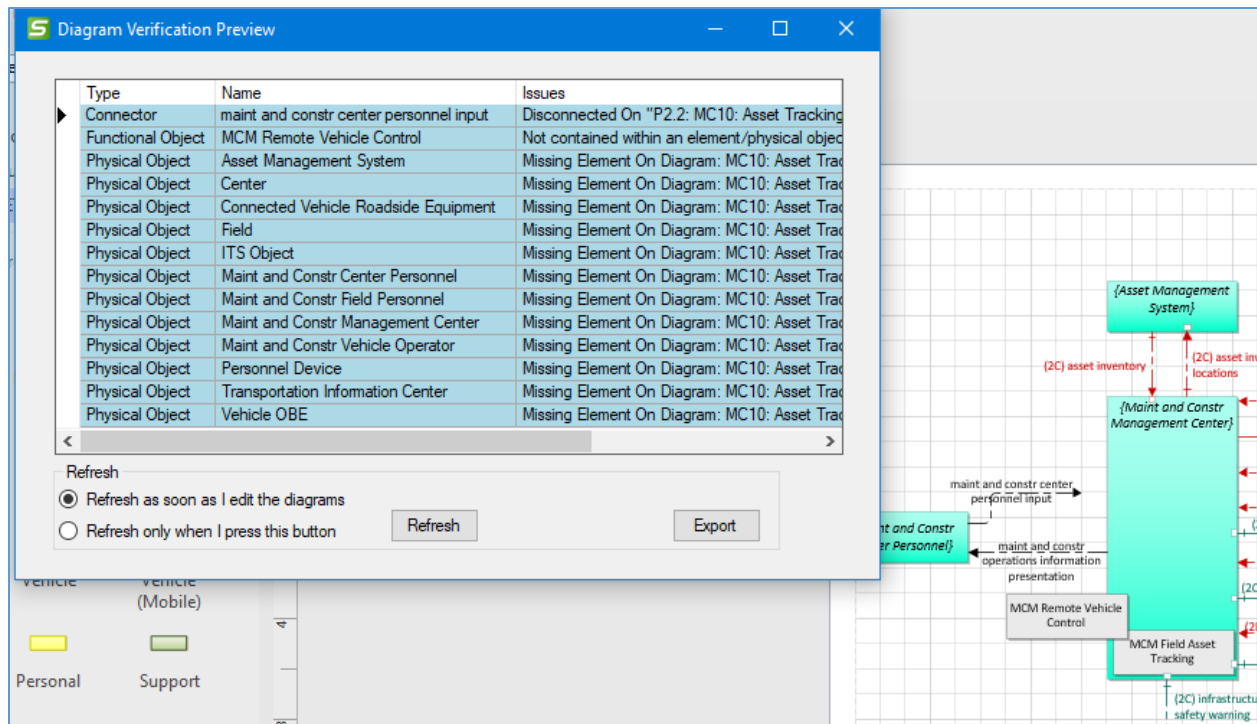 Diagram Verification Preview
Type Name Issues
Connector maint and constr center personnel input Disconnected On "P2.2: MC10: Asset Tracking
Functional Object MCM Remote Vehicle Control Not contained within an element/physical objec
Physical Object Asset Management System Missing Element On Diagram: MC10: Asset Trac
Physical Object Center Missing Element On Diagram: MC10: Asset Trac
Physical Object Connected Vehicle Roadside Equipment Missing Element On Diagram: MC10: Asset Trac
Physical Object Field Missing Element On Diagram: MC10: Asset Trac
Physical Object ITS Object Missing Element On Diagram: MC10: Asset Trac
Physical Object Maint and Constr Center Personnel Missing Element On Diagram: MC10: Asset Trac
Physical Object Maint and Constr Field Personnel Missing Element On Diagram: MC10: Asset Trac
Physical Object Maint and Constr Management Center Missing Element On Diagram: MC10: Asset Trac
Physical Object Maint and Constr Vehicle Operator Missing Element On Diagram: MC10: Asset Trac
Physical Object Personnel Device Missing Element On Diagram: MC10: Asset Trac
Physical Object Transportation Information Center Missing Element On Diagram: MC10: Asset Trac
Physical Object Vehicle OBE Missing Element On Diagram: MC10: Asset Trac
Refresh
Refresh as soon as I edit the diagrams
Refresh only when I press this button
Refresh
Export
Vehicle
Vehicle
(Mobile)
Personal
Support
4
{Asset Management
System}
(2C) asset inventory
(2C) asset inv
locations
{Maint and Constr
Management Center}
maint and constr center
personnel input
nt and Constr
er Personnel}
maint and constr
operations information
presentation
MCM Remote Vehicle
Control
MCM Field Asset
Tracking
(2C) infrastructu
safety warning